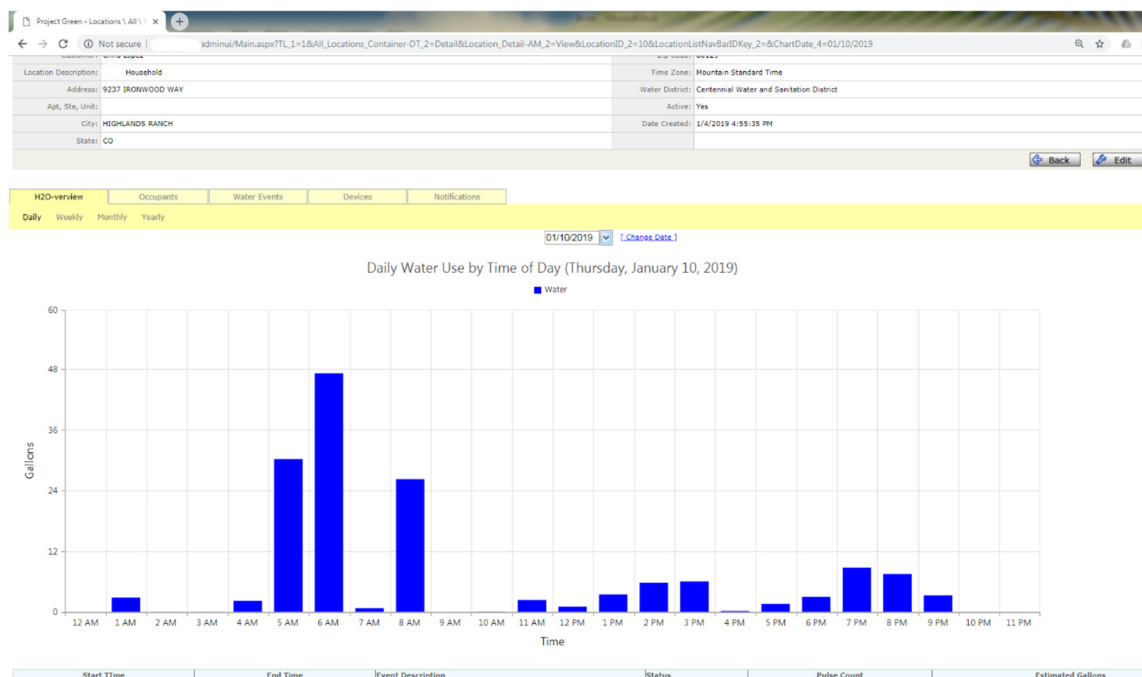 Project Green - Locations \ All \
Not secure
adminui/Main.aspx?TL_1=1&All_Locations_Container-DT_2=Detail&Location_Detail-AM_2=View&LocationID_2=10&LocationListNavBarIDKey_2=&ChartDate_4=01/10/2019
Location Description: Household Time Zone: Mountain Standard Time
Address: 9237 IRONWOOD WAY Water District: Centennial Water and Sanitation District
Apt, Ste, Unit: Active: Yes
City: HIGHLANDS RANCH Date Created: 1/4/2019 4:55:35 PM
State: CO
Back Edit
H2O-verview Occupants Water Events Devices Notifications
Daily Weekly Monthly Yearly
01/10/2019 [ Change Date ]
Daily Water Use by Time of Day (Thursday, January 10, 2019)
Water
60
48
36
24
12
0
Gallons
12 AM 1 AM 2 AM 3 AM 4 AM 5 AM 6 AM 7 AM 8 AM 9 AM 10 AM 11 AM 12 PM 1 PM 2 PM 3 PM 4 PM 5 PM 6 PM 7 PM 8 PM 9 PM 10 PM 11 PM
Time
Start Time End Time Event Description Status Pulse Count Estimated Gallons